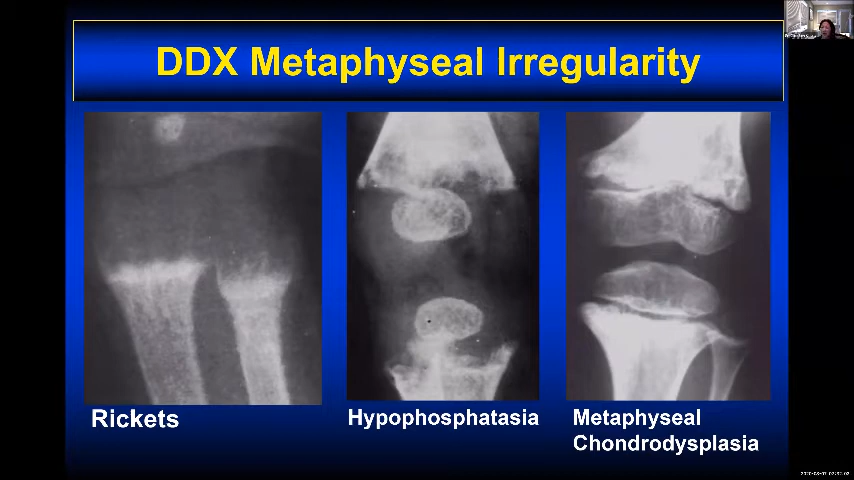 DDX Metaphyseal Irregularity
Rickets
Hypophosphatasia
Metaphyseal
Chondrodysplasia